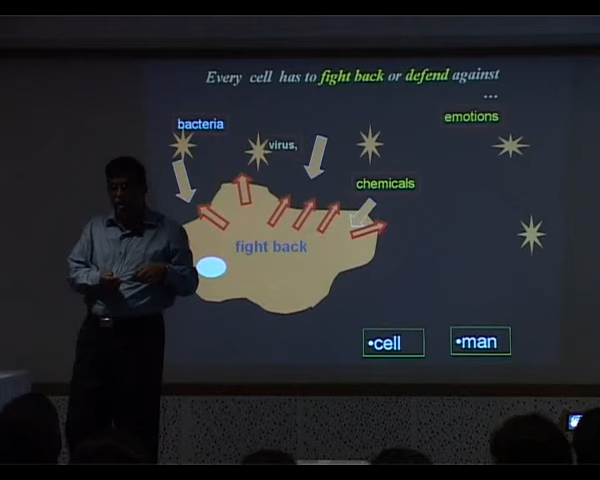 Every cell has to fight back or defend against
...
emotions
bacteria
virus,
chemicals
fight back
•cell
•man